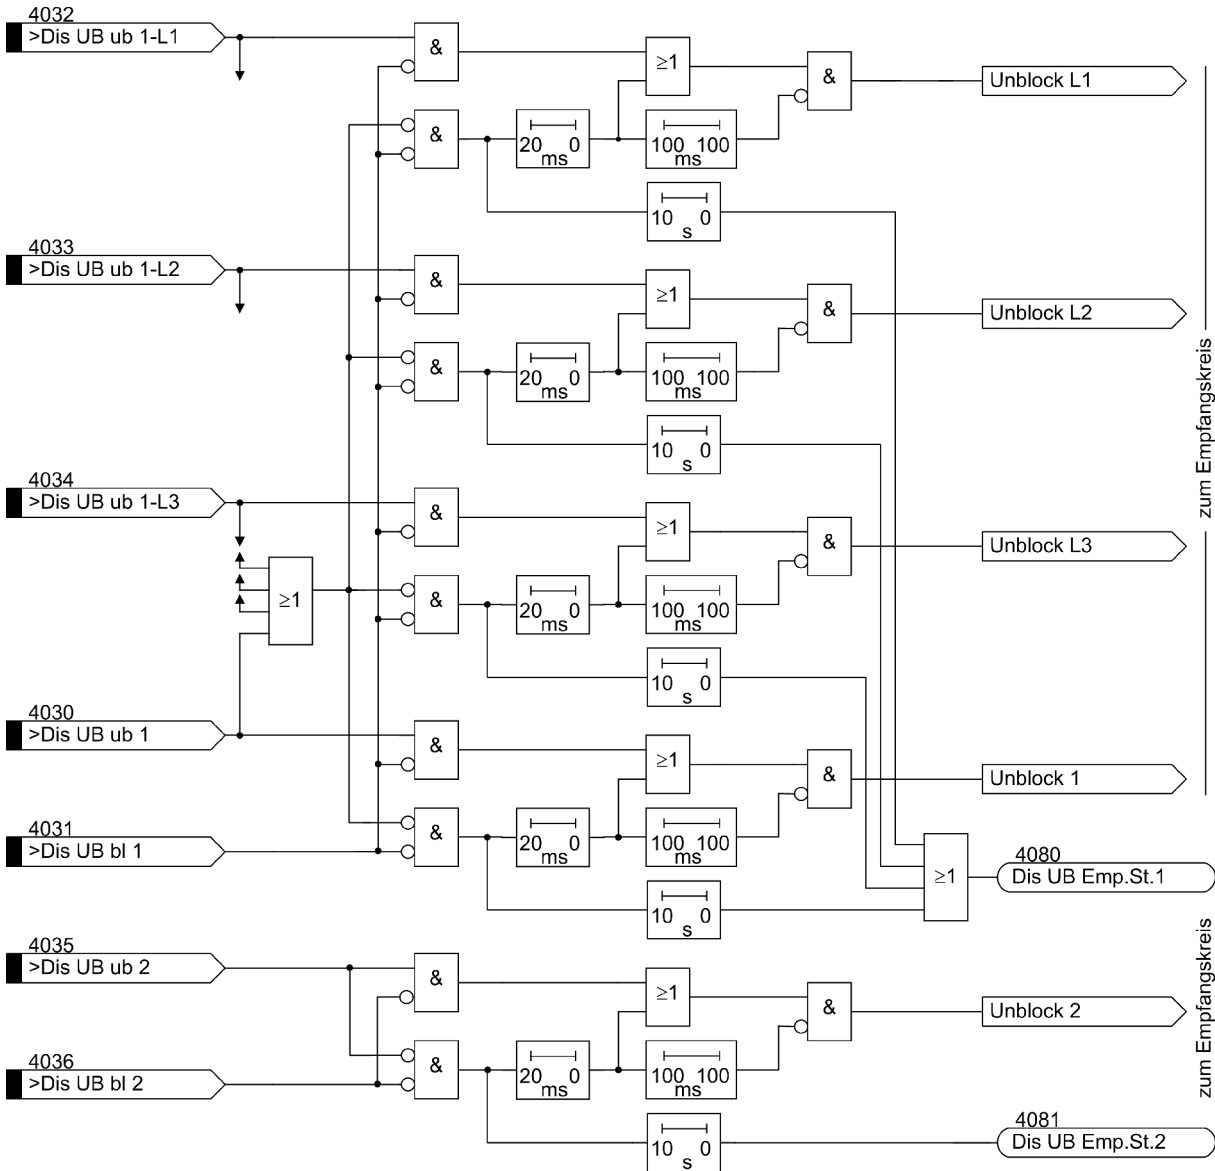 4032
>Dis UB ub 1-L1
&
≥1
&
Unblock L1
&
20 0
ms
100 100
ms
10 0
s
4033
>Dis UB ub 1-L2
&
≥1
&
Unblock L2
&
20 0
ms
100 100
ms
10 0
s
zum Empfangskreis
4034
>Dis UB ub 1-L3
&
≥1
&
Unblock L3
≥1
&
20 0
ms
100 100
ms
10 0
s
4030
>Dis UB ub 1
&
≥1
&
Unblock 1
4031
>Dis UB bl 1
&
20 0
ms
100 100
ms
10 0
s
≥1
4080
Dis UB Emp.St.1
4035
>Dis UB ub 2
&
≥1
&
Unblock 2
zum Empfangskreis
4036
>Dis UB bl 2
&
20 0
ms
100 100
ms
10 0
s
4081
Dis UB Emp.St.2